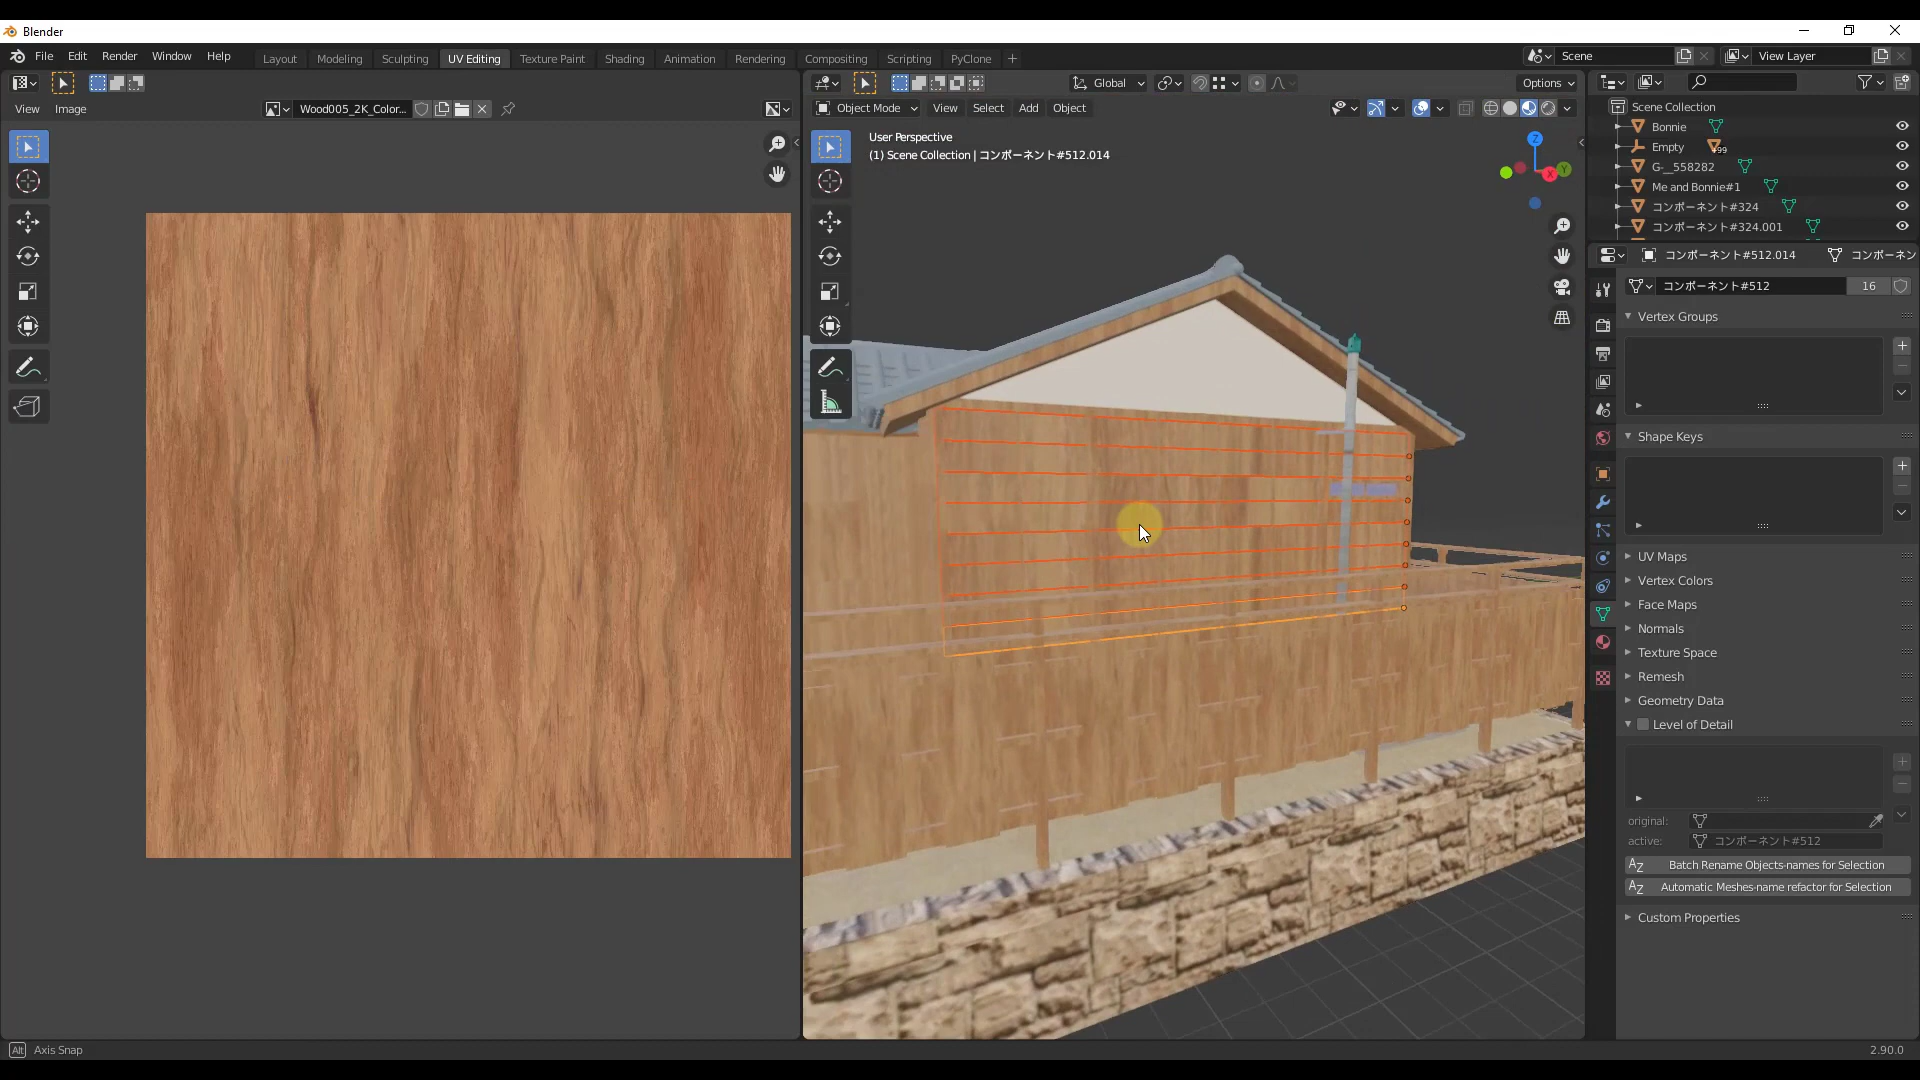 Blender
File Edit Render Window Help
Layout Modeling Sculpting UV Editing Texture Paint Shading Animation Rendering Compositing Scripting PyClone +
Scene
View Layer
Global
Options
View Image
Wood005_2K_Color...
Object Mode View Select Add Object
User Perspective
(1) Scene Collection | コンポーネント#512.014
Z
X
Y
Scene Collection
Bonnie
Empty
99
G-__558282
Me and Bonnie#1
コンポーネント#324
コンポーネント#324.001
コンポーネント#512.014
コンポーネン
コンポーネント#512
16
Vertex Groups
Shape Keys
UV Maps
Vertex Colors
Face Maps
Normals
Texture Space
Remesh
Geometry Data
Level of Detail
original:
active: コンポーネント#512
AZ Batch Rename Objects-names for Selection
AZ Automatic Meshes-name refactor for Selection
Custom Properties
Alt Axis Snap
2.90.0